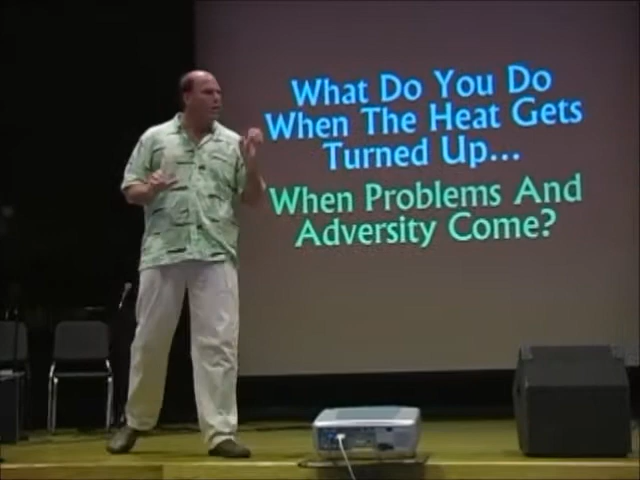 What Do You Do
When The Heat Gets
Turned Up...
When Problems And
Adversity Come?